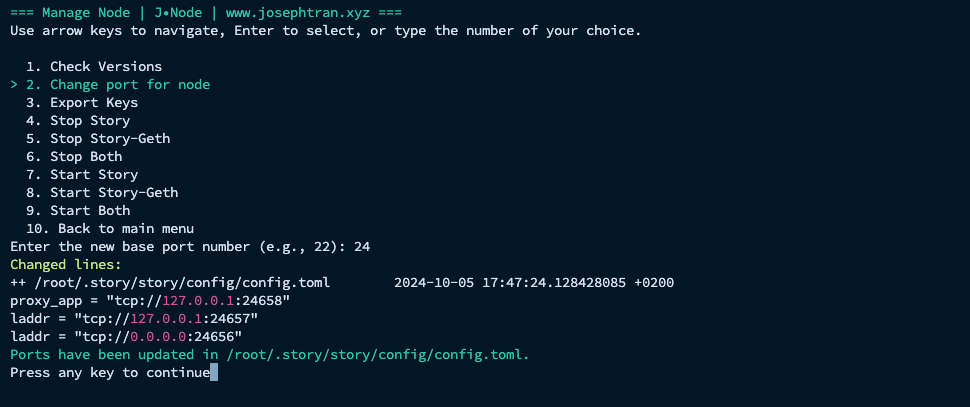 === Manage Node | J•Node | www.josephtran.xyz ===
Use arrow keys to navigate, Enter to select, or type the number of your choice.
1. Check Versions
> 2. Change port for node
3. Export Keys
4. Stop Story
5. Stop Story-Geth
6. Stop Both
7. Start Story
8. Start Story-Geth
9. Start Both
10. Back to main menu
Enter the new base port number (e.g., 22): 24
Changed lines:
++ /root/.story/story/config/config.toml 2024-10-05 17:47:24.128428085 +0200
proxy_app = "tcp://127.0.0.1:24658"
laddr = "tcp://127.0.0.1:24657"
laddr = "tcp://0.0.0.0:24656"
Ports have been updated in /root/.story/story/config/config.toml.
Press any key to continue